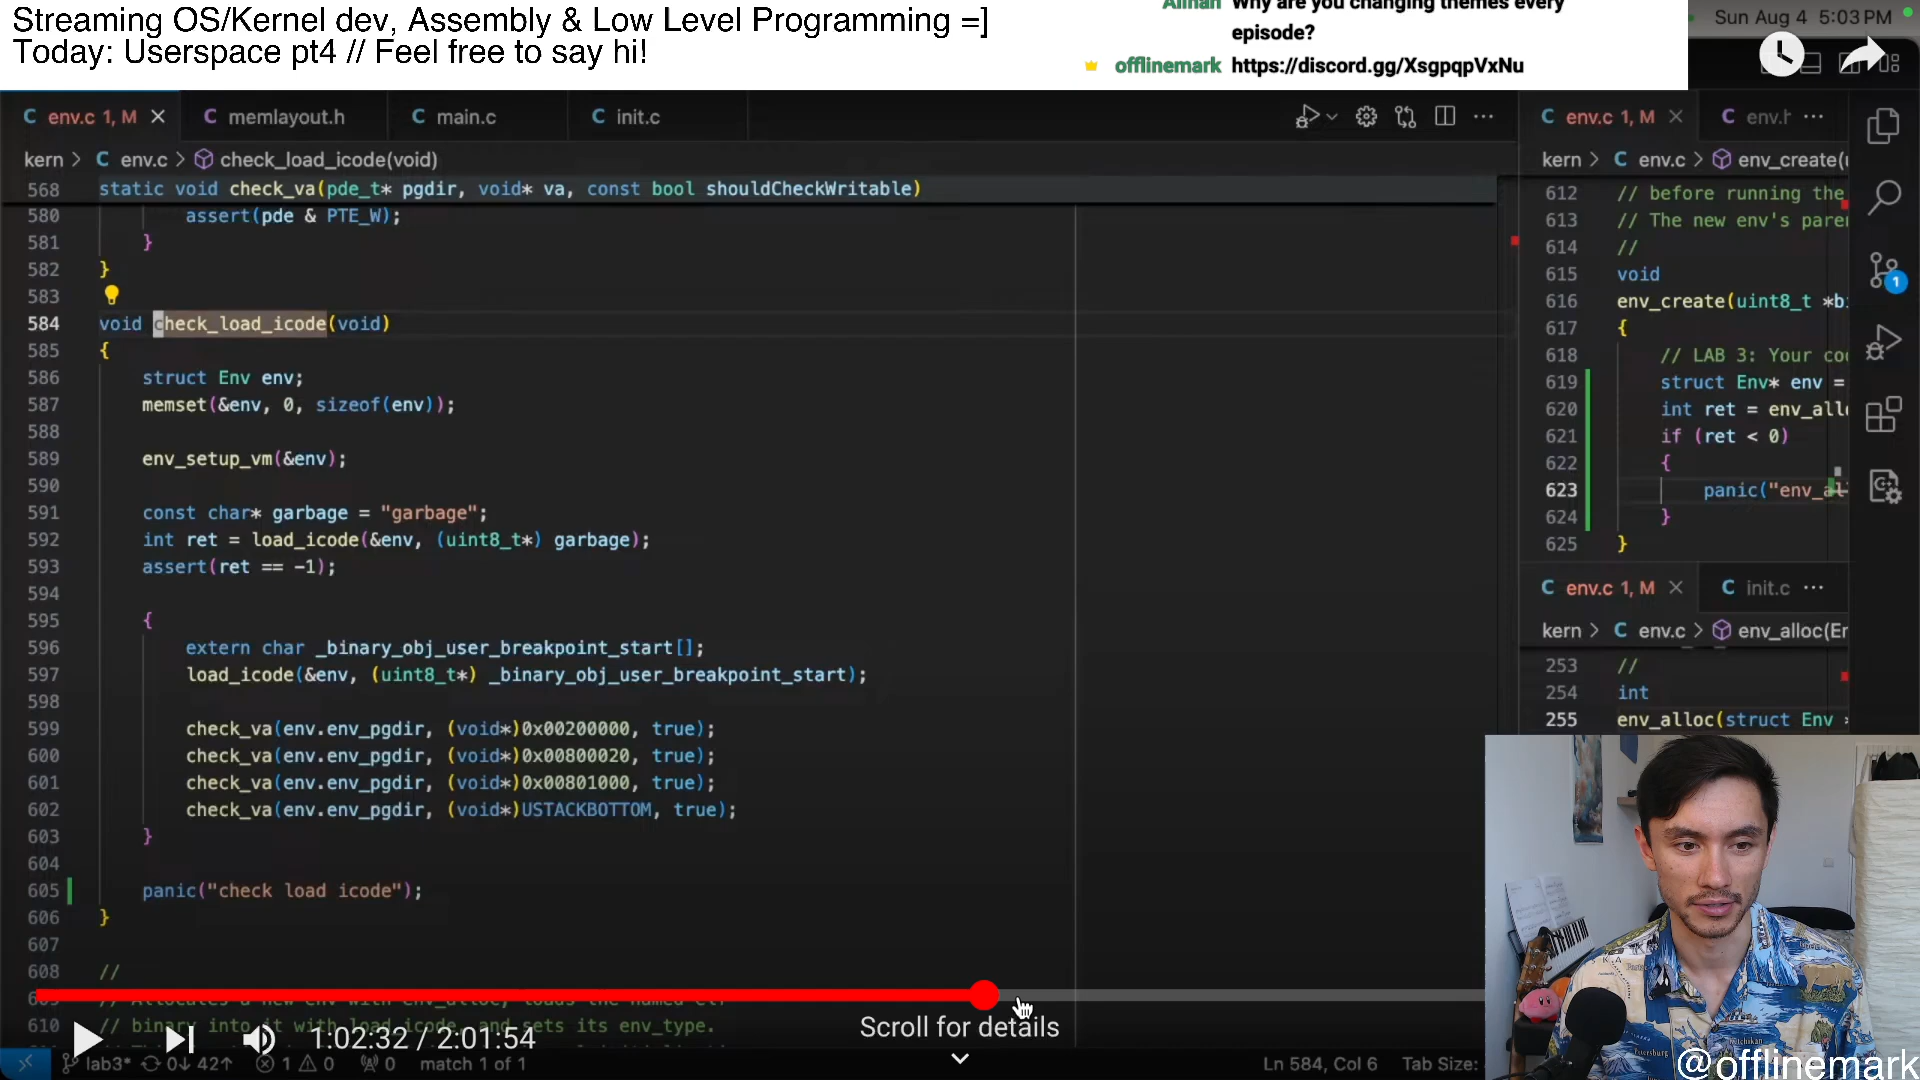 Streaming OS/Kernel dev, Assembly & Low Level Programming =]
Today: Userspace pt4 // Feel free to say hi!
Why are you changing themes every
episode?
offlinemark https://discord.gg/XsgpqpVxNu
Sun Aug 4 5:03 PM
C env.c 1, M
C memlayout.h
C main.c
C init.c
kern > C env.c > check_load_icode(void)
568 static void check_va(pde_t* pgdir, void* va, const bool shouldCheckWritable)
580 assert(pde & PTE_W);
581 }
582 }
583
584 void check_load_icode(void)
585 {
586 struct Env env;
587 memset(&env, 0, sizeof(env));
588
589 env_setup_vm(&env);
590
591 const char* garbage = "garbage";
592 int ret = load_icode(&env, (uint8_t*) garbage);
593 assert(ret == -1);
594
595 {
596 extern char _binary_obj_user_breakpoint_start[];
597 load_icode(&env, (uint8_t*) _binary_obj_user_breakpoint_start);
598
599 check_va(env.env_pgdir, (void*)0x00200000, true);
600 check_va(env.env_pgdir, (void*)0x00800020, true);
601 check_va(env.env_pgdir, (void*)0x00801000, true);
602 check_va(env.env_pgdir, (void*)USTACKBOTTOM, true);
603 }
604
605 panic("check load icode");
606 }
607
608 //
610 // binary into it with load_icode, and sets its env_type.
C env.c 1, M
C env.h
kern > C env.c > env_create(
612 // before running the
613 // The new env's pare
614 //
615 void
616 env_create(uint8_t *b
617 {
618 // LAB 3: Your co
619 struct Env* env =
620 int ret = env_all
621 if (ret < 0)
622 {
623 panic("env_al
624 }
625 }
1
C env.c 1, M
C init.c
kern > C env.c > env_alloc(Er
253 //
254 int
255 env_alloc(struct Env *
Scroll for details
1:02:32 / 2:01:54
lab3* 0↓ 42↑ 1 0 0 match 1 of 1
Ln 584, Col 6 Tab Size:
@offlinemark